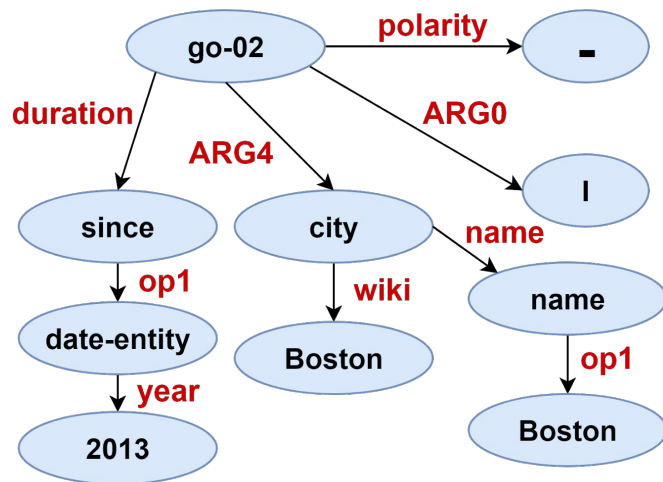 polarity
go-02
-
duration
ARG0
ARG4
I
since
city
name
op1
wiki
name
date-entity
Boston
op1
year
2013
Boston